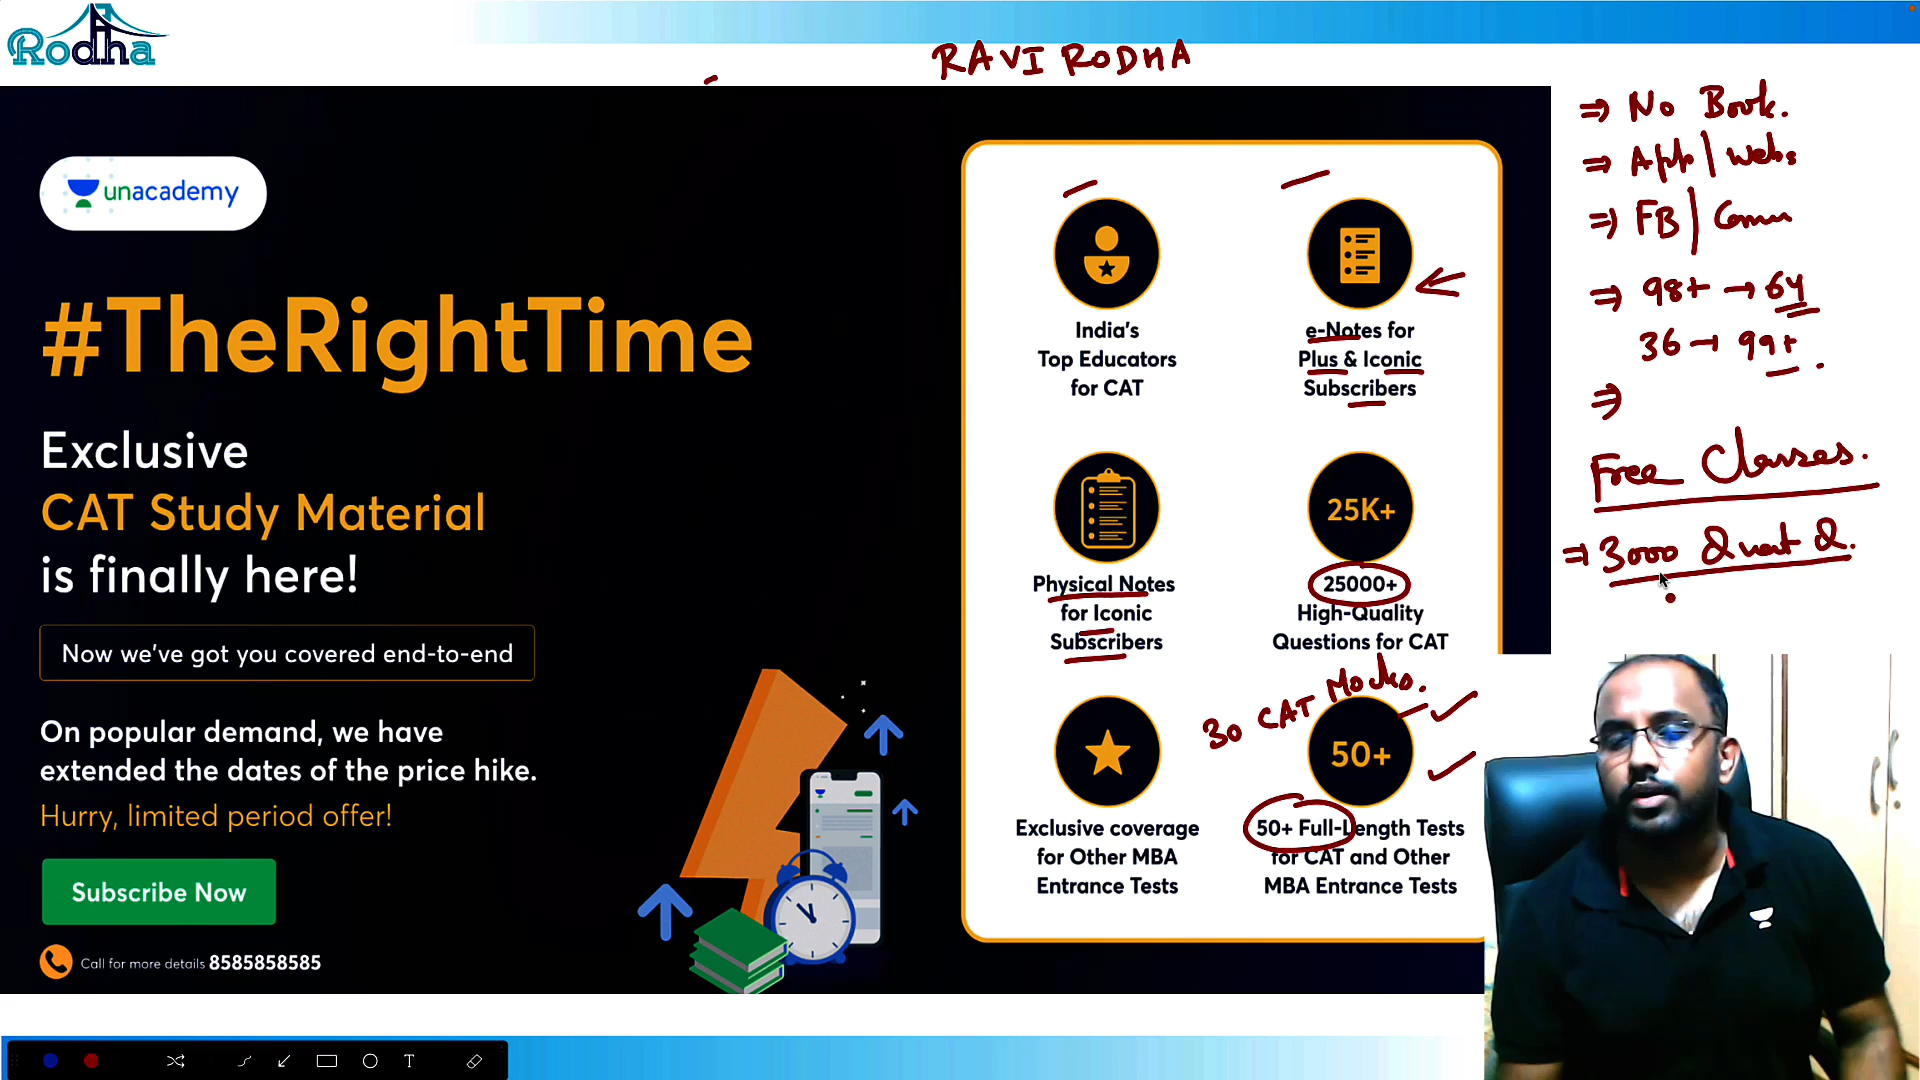 Rodha
RAVI RODHA
unacademy
#TheRightTime
Exclusive
CAT Study Material
is finally here!
Now we've got you covered end-to-end
On popular demand, we have
extended the dates of the price hike.
Hurry, limited period offer!
Subscribe Now
Call for more details 8585858585
India's
Top Educators
for CAT
e-Notes for
Plus & Iconic
Subscribers
Physical Notes
for Iconic
Subscribers
25K+
25000+
High-Quality
Questions for CAT
30 CAT Mocks.
Exclusive coverage
for Other MBA
Entrance Tests
50+
50+ Full-Length Tests
for CAT and Other
MBA Entrance Tests
⇒ No Book.
⇒ App | Webs
⇒ FB | Comm
⇒ 98+ → 64
36 → 99+
⇒
Free Classes.
⇒ 3000 Quant Q.
T